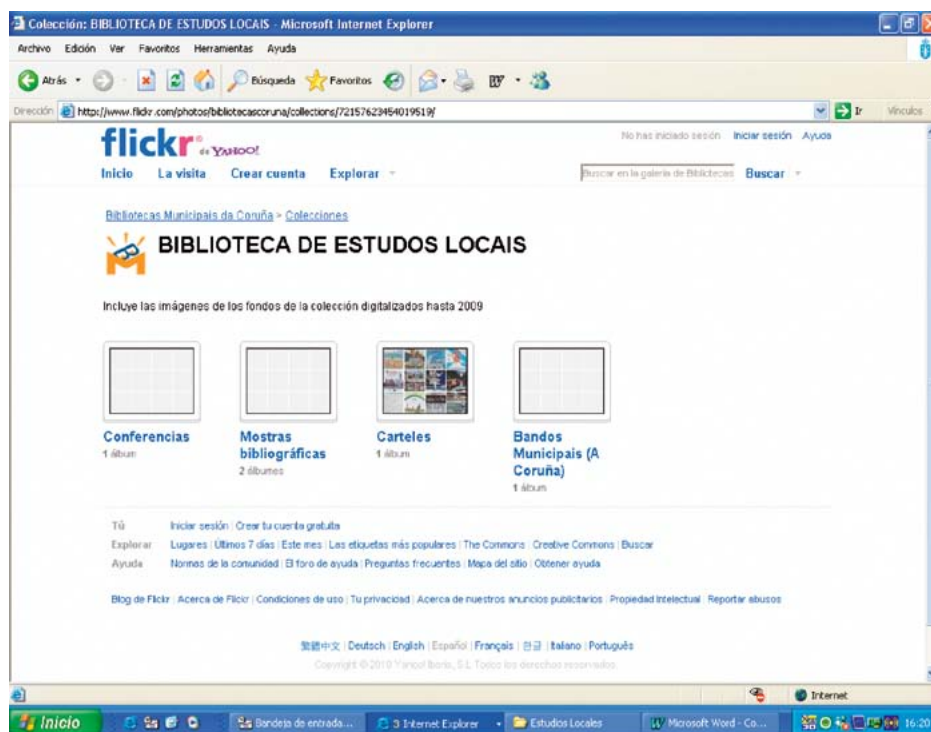 Colección: BIBLIOTECA DE ESTUDOS LOCAIS - Microsoft Internet Explorer
Archivo Edición Ver Favoritos Herramientas Ayuda
Atrás Búsqueda Favoritos
Dirección http://www.flickr.com/photos/bibliotecascoruna/collections/72157623454019519/ Ir Vínculos
flickr de YAHOO!
No has iniciado sesión Iniciar sesión Ayuda
Inicio La visita Crear cuenta Explorar Buscar en la galería de Bibliotecas Buscar
Bibliotecas Municipais da Coruña > Colecciones
BIBLIOTECA DE ESTUDOS LOCAIS
Incluye las imágenes de los fondos de la colección digitalizados hasta 2009
Conferencias
1 álbum
Mostras
bibliográficas
2 álbumes
Carteles
1 álbum
Bandos
Municipais (A
Coruña)
1 álbum
Tú Iniciar sesión | Crear tu cuenta gratuita
Explorar Lugares | Últimos 7 días | Este mes | Las etiquetas más populares | The Commons | Creative Commons | Buscar
Ayuda Normas de la comunidad | El foro de ayuda | Preguntas frecuentes | Mapa del sitio | Obtener ayuda
Blog de Flickr | Acerca de Flickr | Condiciones de uso | Tu privacidad | Acerca de nuestros anuncios publicitarios | Propiedad intelectual | Reportar abusos
繁體中文 | Deutsch | English | Español | Français | 한글 | Italiano | Português
Copyright © 2010 Yahoo! Iberia, S.L. Todos los derechos reservados.
Internet
Inicio Bandeja de entrada... 3 Internet Explorer Estudios Locales Microsoft Word - Co... 16:20